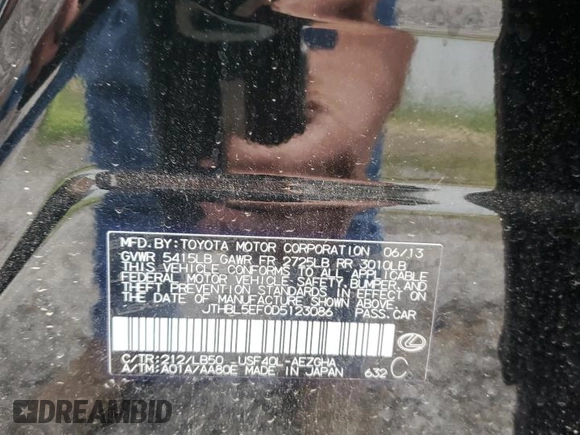 MFD. BY: TOYOTA MOTOR CORPORATION 06/13
GVWR 5415LB GAWR FR 2725LB RR 3010LB
THIS VEHICLE CONFORMS TO ALL APPLICABLE
FEDERAL MOTOR VEHICLE SAFETY, BUMPER, AND
THEFT PREVENTION STANDARDS IN EFFECT ON
THE DATE OF MANUFACTURE SHOWN ABOVE.
JTHBL5EF0D5123086 PASS. CAR
C/TR:212/LB50 USF40L-AEZGHA
A/TM:A01A/AA80E MADE IN JAPAN 632 C
DREAMBID